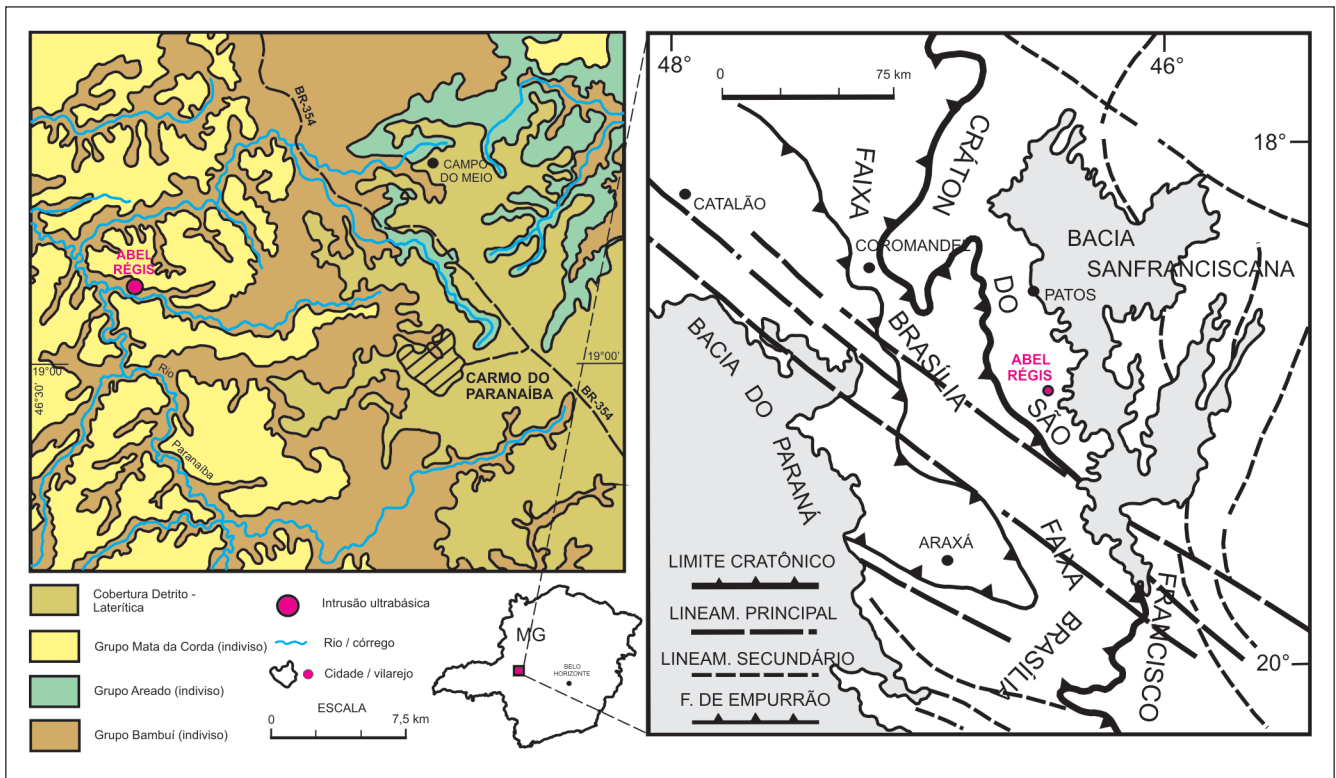 BR-354
CAMPO
DO MEIO
ABEL
RÉGIS
19°00'
46°30'
Rio
Paranaíba
CARMO DO
PARANAÍBA
19°00'
BR-354
Cobertura Detrito -
Laterítica
Grupo Mata da Corda (indiviso)
Grupo Areado (indiviso)
Grupo Bambuí (indiviso)
Intrusão ultrabásica
Rio / córrego
Cidade / vilarejo
ESCALA
0
7,5 km
MG
BELO
HORIZONTE
48°
46°
0
75 km
18°
FAIXA
BRASÍLIA
CRÁTON
DO
SÃO
FRANCISCO
CATALÃO
COROMANDEL
BACIA
SANFRANCISCANA
PATOS
ABEL
RÉGIS
BACIA DO PARANÁ
ARAXÁ
FAIXA
BRASÍLIA
LIMITE CRATÔNICO
LINEAM. PRINCIPAL
LINEAM. SECUNDÁRIO
F. DE EMPURRÃO
20°